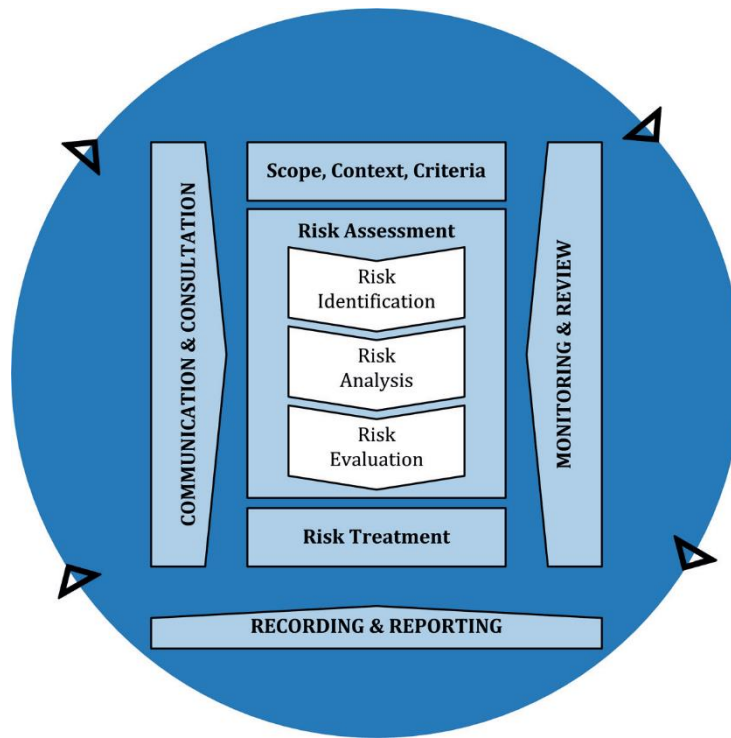 Scope, Context, Criteria
Risk Assessment
Risk
Identification
Risk
Analysis
Risk
Evaluation
Risk Treatment
COMMUNICATION & CONSULTATION
MONITORING & REVIEW
RECORDING & REPORTING